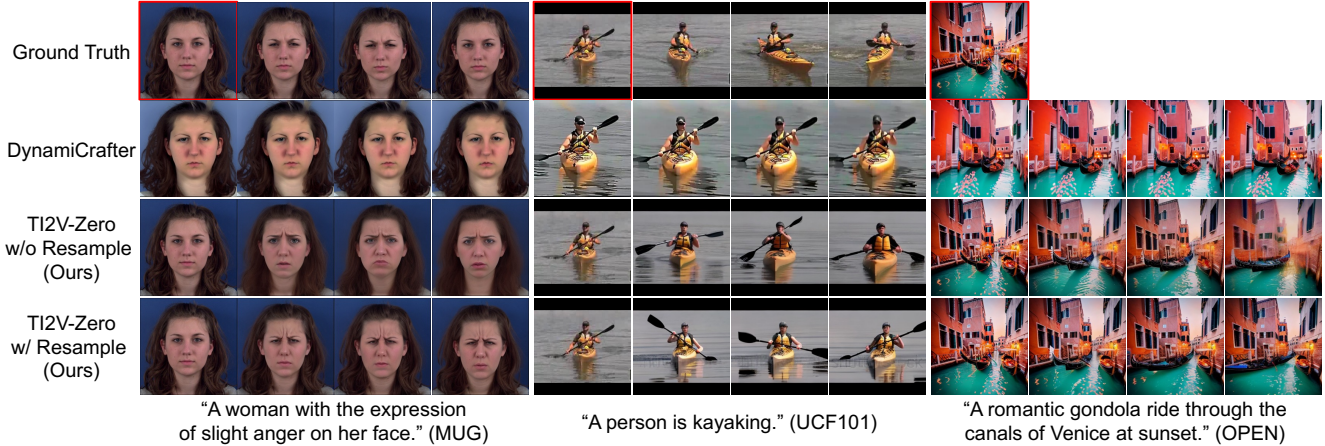 Ground Truth
DynamiCrafter
TI2V-Zero
w/o Resample
(Ours)
TI2V-Zero
w/ Resample
(Ours)
“A woman with the expression
of slight anger on her face.” (MUG)
“A person is kayaking.” (UCF101)
“A romantic gondola ride through the
canals of Venice at sunset.” (OPEN)